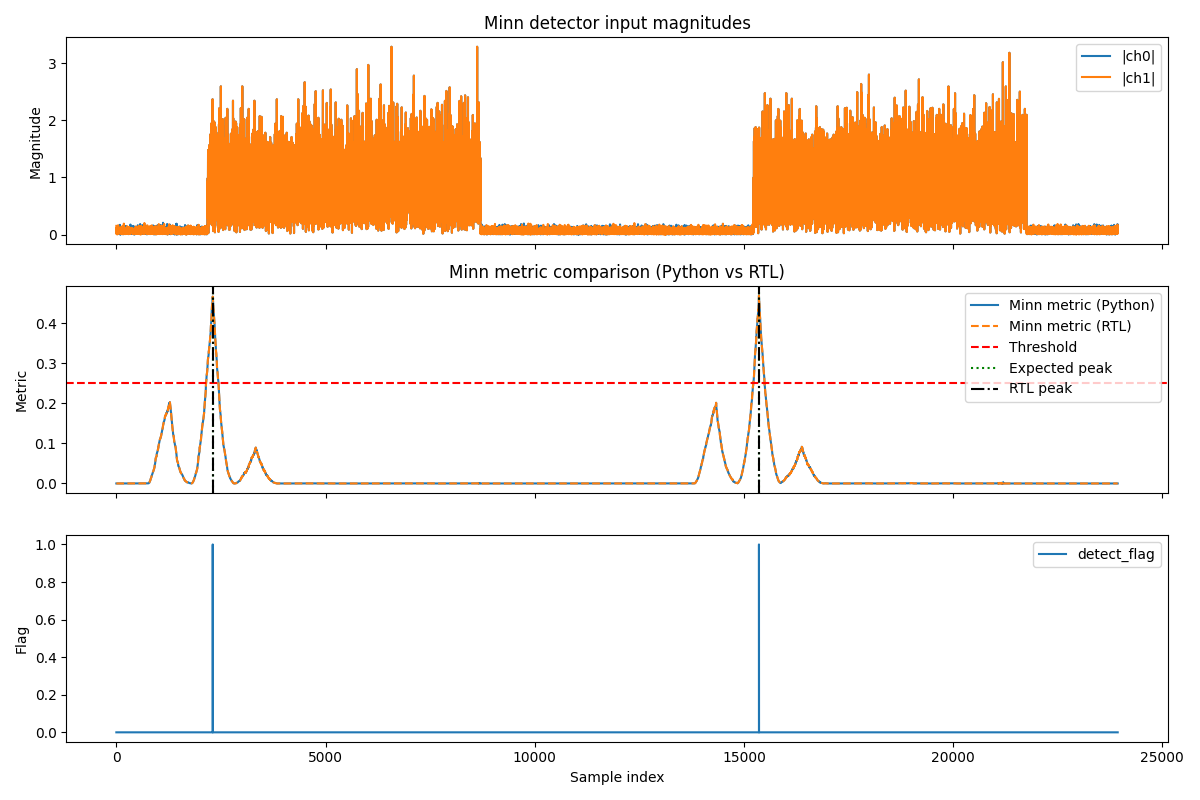 Minn detector input magnitudes
Magnitude
3
2
1
0
|ch0|
|ch1|
Minn metric comparison (Python vs RTL)
Metric
0.4
0.3
0.2
0.1
0.0
Minn metric (Python)
Minn metric (RTL)
Threshold
Expected peak
RTL peak
Flag
1.0
0.8
0.6
0.4
0.2
0.0
detect_flag
0 5000 10000 15000 20000 25000
Sample index